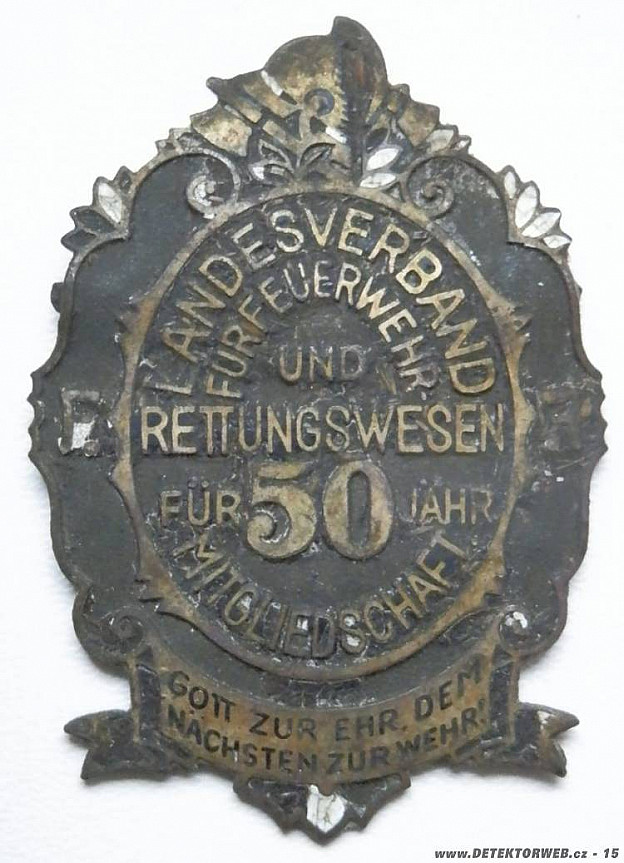 LANDESVERBAND
FÜR FEUERWEHR-
UND
RETTUNGSWESEN
FÜR 50 JÄHR.
MITGLIEDSCHAFT
GOTT ZUR EHR, DEM
NÄCHSTEN ZUR WEHR!
www.DETEKTORWEB.cz - 15